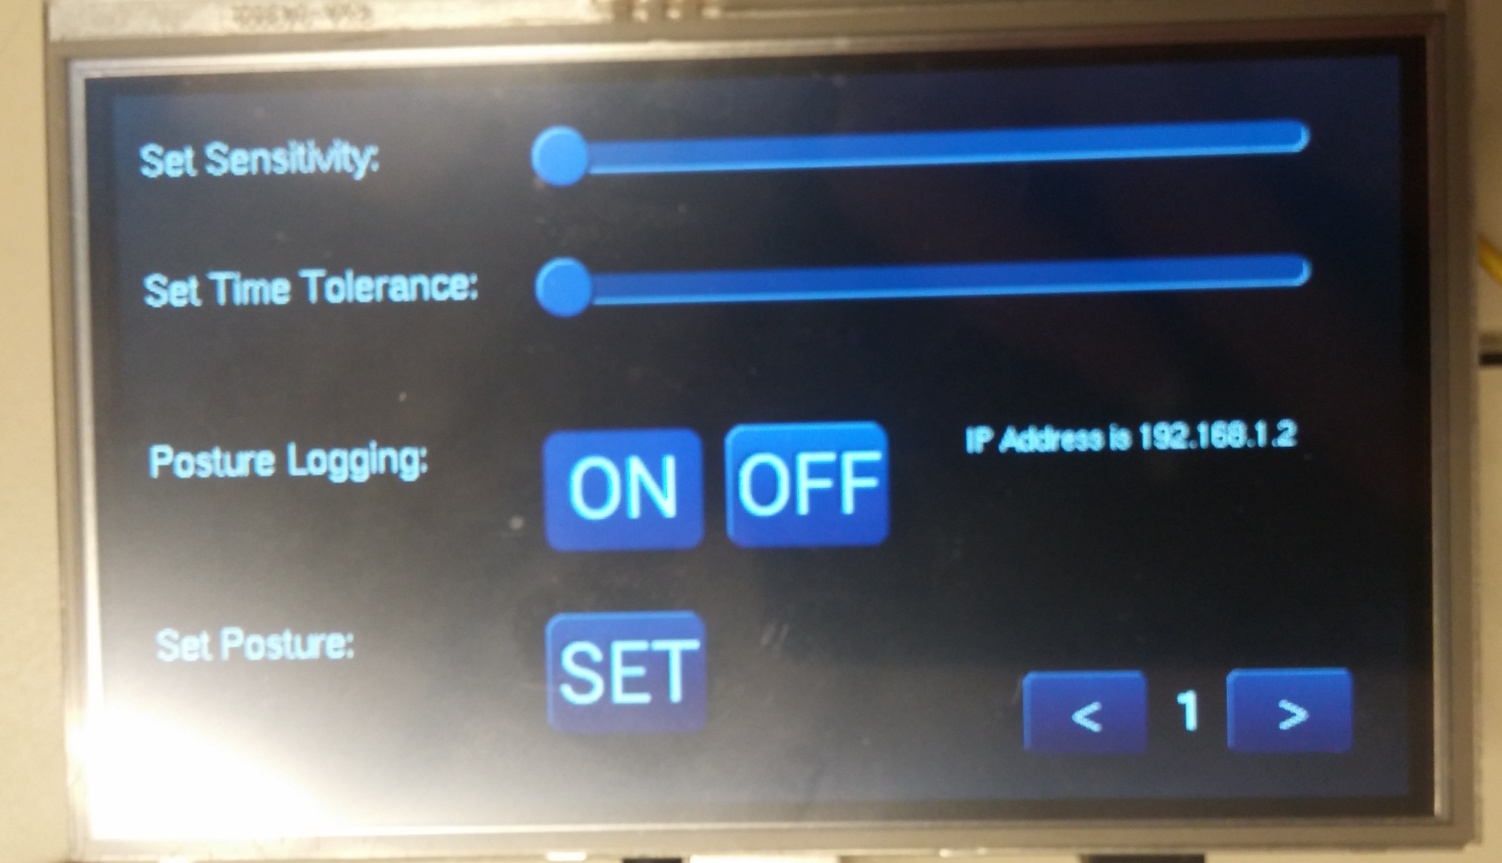 Set Sensitivity:
Set Time Tolerance:
Posture Logging:
ON
OFF
IP Address is 192.168.1.2
Set Posture:
SET
<
1
>